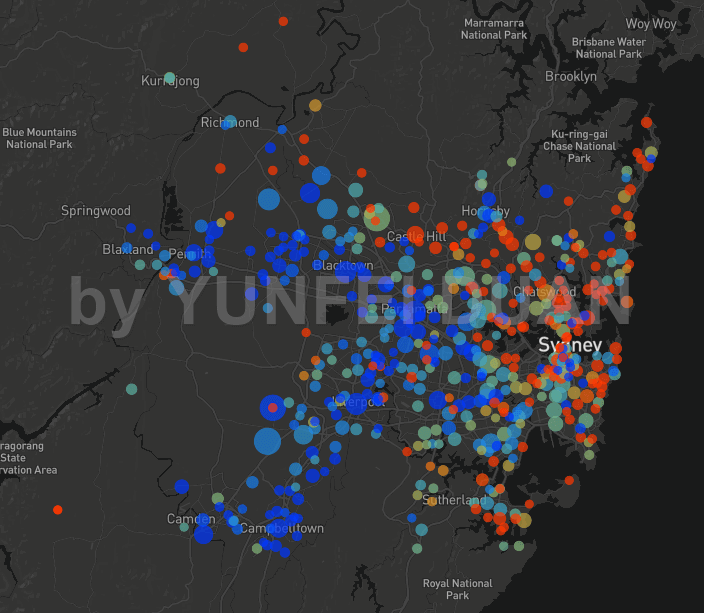 Marramarra
National Park
Woy Woy
Brisbane Water
National Park
Brooklyn
Kurrajong
Richmond
Blue Mountains
National Park
Ku-ring-gai
Chase National
Park
Springwood
Hornsby
Castle Hill
Blaxland
Penrith
Blacktown
Chatswood
by YUNFEI DUAN
Parramatta
Sydney
Liverpool
ragorang
State
rvation Area
Sutherland
Camden
Campbelltown
Royal National
Park